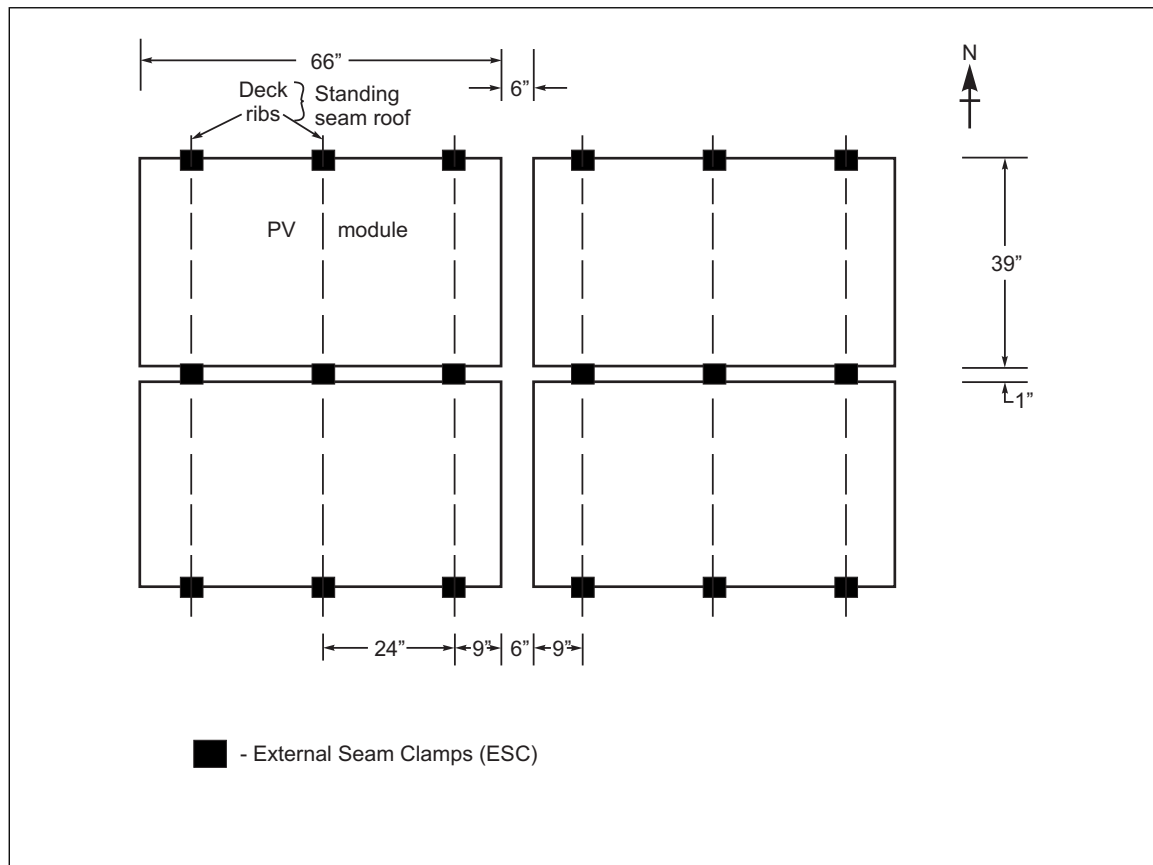 66”
6”
N
Deck
ribs
Standing
seam roof
PV module
39”
1”
24”
9”
6”
9”
- External Seam Clamps (ESC)